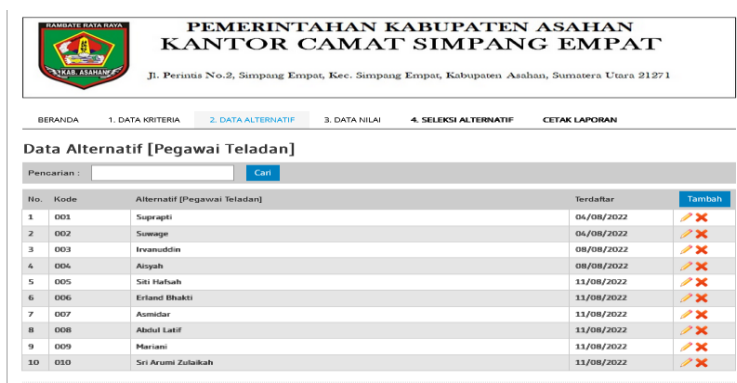 RAMBATE RATA RAYA
KAB. ASAHAN
PEMERINTAHAN KABUPATEN ASAHAN
KANTOR CAMAT SIMPANG EMPAT
Jl. Perintis No.2, Simpang Empat, Kec. Simpang Empat, Kabupaten Asahan, Sumatera Utara 21271
BERANDA 1. DATA KRITERIA 2. DATA ALTERNATIF 3. DATA NILAI 4. SELEKSI ALTERNATIF CETAK LAPORAN
Data Alternatif [Pegawai Teladan]
Pencarian : Cari
No. Kode Alternatif [Pegawai Teladan] Terdaftar Tambah
1 001 Suprapti 04/08/2022
2 002 Suwage 04/08/2022
3 003 Irvanuddin 08/08/2022
4 004 Aisyah 08/08/2022
5 005 Siti Hafsah 11/08/2022
6 006 Erland Bhakti 11/08/2022
7 007 Asmidar 11/08/2022
8 008 Abdul Latif 11/08/2022
9 009 Mariani 11/08/2022
10 010 Sri Arumi Zulaikah 11/08/2022